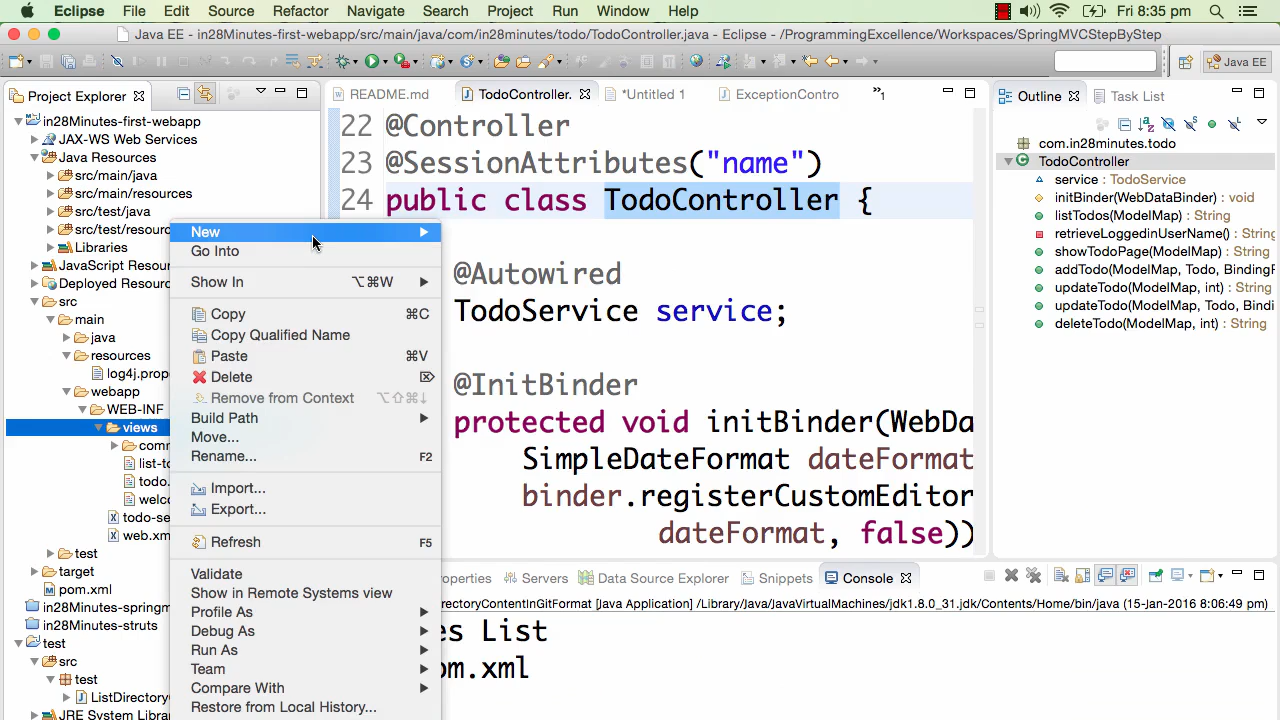 Eclipse File Edit Source Refactor Navigate Search Project Run Window Help Fri 8:35 pm
Java EE - in28Minutes-first-webapp/src/main/java/com/in28minutes/todo/TodoController.java - Eclipse - /ProgrammingExcellence/Workspaces/SpringMVCStepByStep
Java EE
Project Explorer
in28Minutes-first-webapp
JAX-WS Web Services
Java Resources
src/main/java
src/main/resources
src/test/java
src/test/resour
Libraries
JavaScript Resour
Deployed Resour
src
main
java
resources
log4j.prop
webapp
WEB-INF
views
comm
list-to
todo.
welco
todo-se
web.xm
test
target
pom.xml
in28Minutes-springm
in28Minutes-struts
test
src
test
ListDirectory
JRE System Librar
New
Go Into
Show In ⌥⌘W
Copy ⌘C
Copy Qualified Name
Paste ⌘V
Delete ⌦
Remove from Context ⌥⇧⌘↓
Build Path
Move...
Rename... F2
Import...
Export...
Refresh F5
Validate
Show in Remote Systems view
Profile As
Debug As
Run As
Team
Compare With
Restore from Local History...
README.md TodoController. *Untitled 1 ExceptionContro »1
22 @Controller
23 @SessionAttributes("name")
24 public class TodoController {
@Autowired
TodoService service;
@InitBinder
protected void initBinder(WebDa
SimpleDateFormat dateFormat
binder.registerCustomEditor
dateFormat, false))
Outline Task List
com.in28minutes.todo
TodoController
service : TodoService
initBinder(WebDataBinder) : void
listTodos(ModelMap) : String
retrieveLoggedinUserName() : String
showTodoPage(ModelMap) : String
addTodo(ModelMap, Todo, BindingR
updateTodo(ModelMap, int) : String
updateTodo(ModelMap, Todo, Bindin
deleteTodo(ModelMap, int) : String
operties Servers Data Source Explorer Snippets Console
rectoryContentInGitFormat [Java Application] /Library/Java/JavaVirtualMachines/jdk1.8.0_31.jdk/Contents/Home/bin/java (15-jan-2016 8:06:49 pm)
es List
om.xml